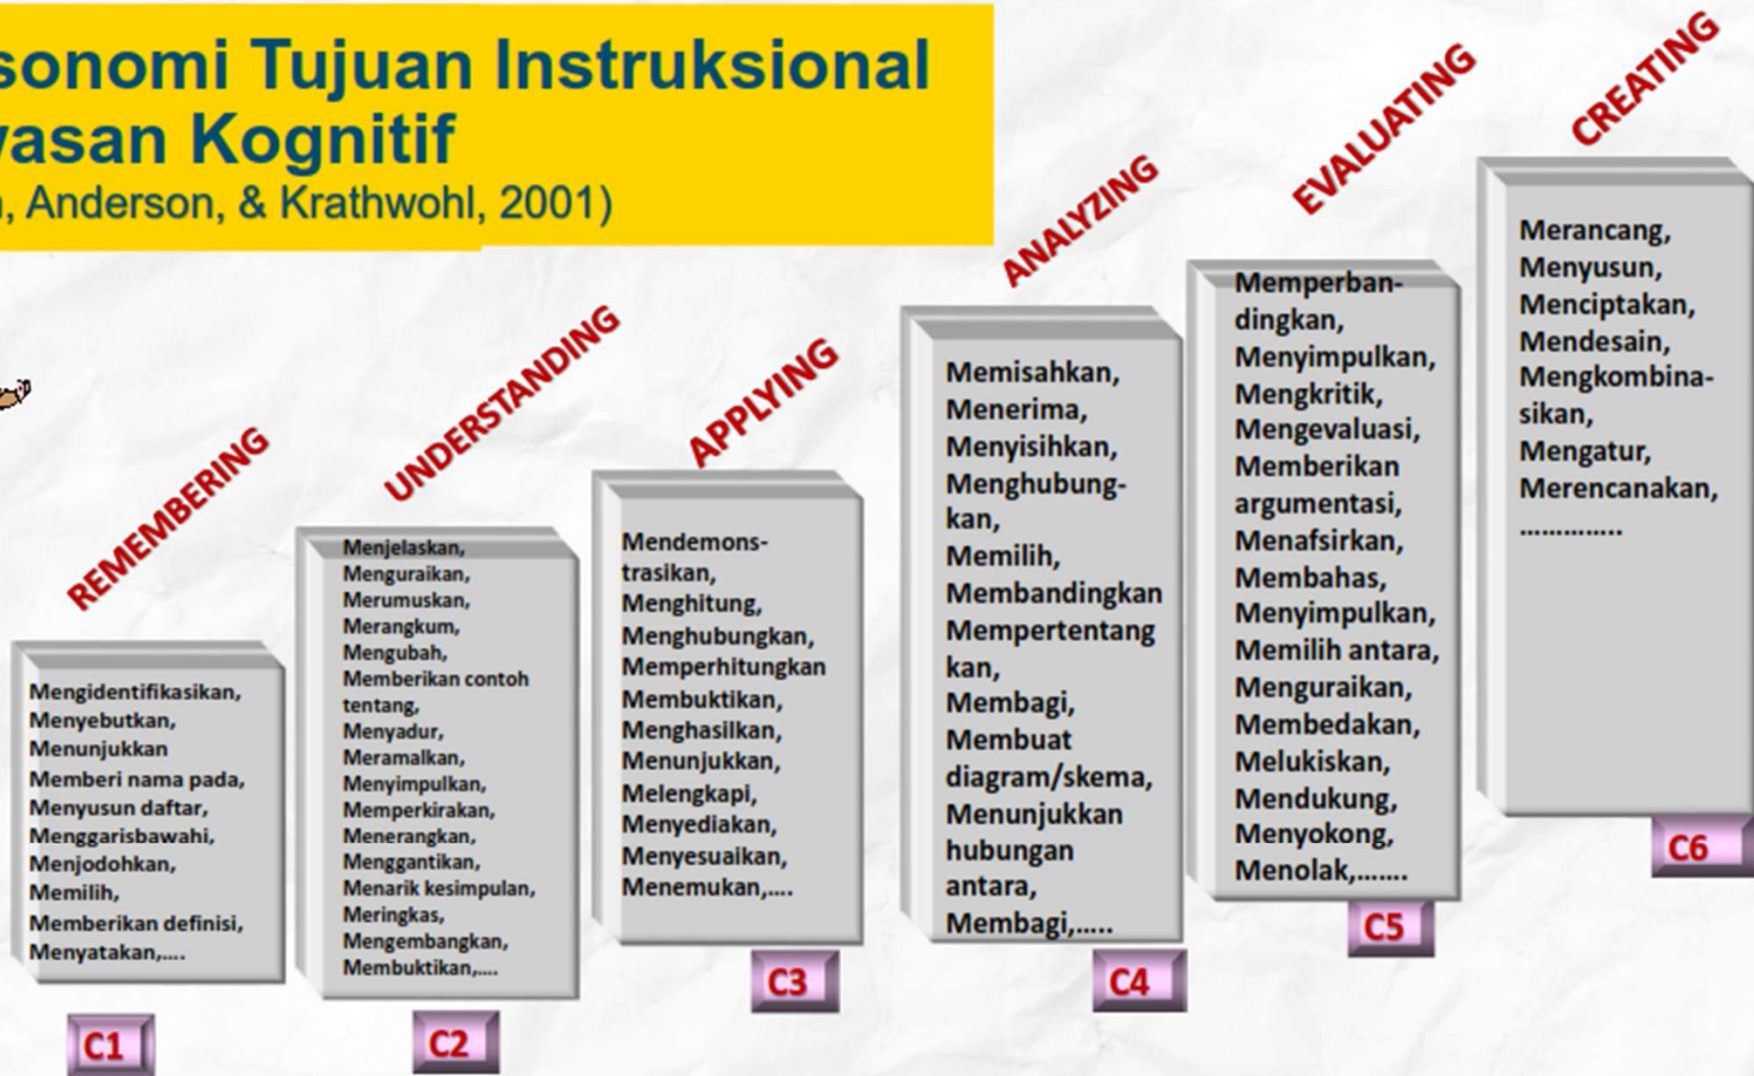 sonomi Tujuan Instruksional
wasan Kognitif
, Anderson, & Krathwohl, 2001)
REMEMBERING
Mengidentifikasikan,
Menyebutkan,
Menunjukkan
Memberi nama pada,
Menyusun daftar,
Menggarisbawahi,
Menjodohkan,
Memilih,
Memberikan definisi,
Menyatakan,....
C1
UNDERSTANDING
Menjelaskan,
Menguraikan,
Merumuskan,
Merangkum,
Mengubah,
Memberikan contoh
tentang,
Menyadur,
Meramalkan,
Menyimpulkan,
Memperkirakan,
Menerangkan,
Menggantikan,
Menarik kesimpulan,
Meringkas,
Mengembangkan,
Membuktikan,....
C2
APPLYING
Mendemons-
trasikan,
Menghitung,
Menghubungkan,
Memperhitungkan
Membuktikan,
Menghasilkan,
Menunjukkan,
Melengkapi,
Menyediakan,
Menyesuaikan,
Menemukan,....
C3
ANALYZING
Memisahkan,
Menerima,
Menyisihkan,
Menghubung-
kan,
Memilih,
Membandingkan
Mempertentang
kan,
Membagi,
Membuat
diagram/skema,
Menunjukkan
hubungan
antara,
Membagi,.....
C4
EVALUATING
Memperban-
dingkan,
Menyimpulkan,
Mengkritik,
Mengevaluasi,
Memberikan
argumentasi,
Menafsirkan,
Membahas,
Menyimpulkan,
Memilih antara,
Menguraikan,
Membedakan,
Melukiskan,
Mendukung,
Menyokong,
Menolak,.......
C5
CREATING
Merancang,
Menyusun,
Menciptakan,
Mendesain,
Mengkombina-
sikan,
Mengatur,
Merencanakan,
.............
C6